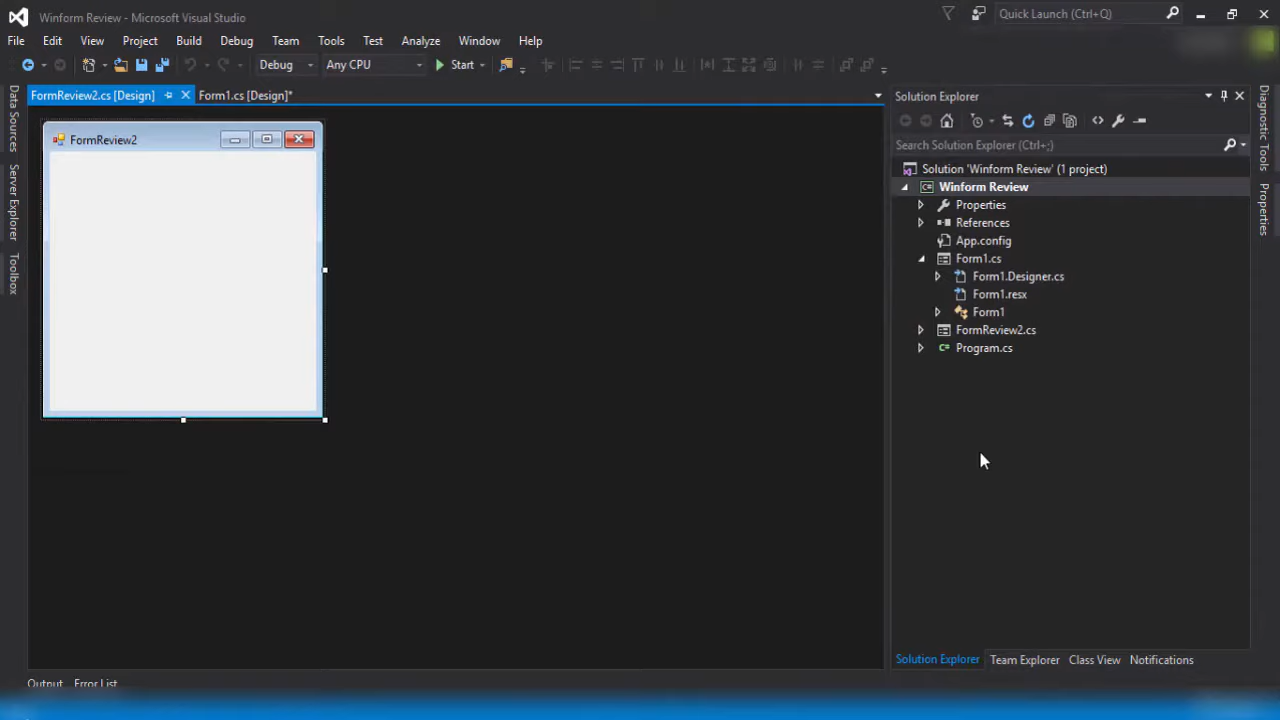 Winform Review - Microsoft Visual Studio
Quick Launch (Ctrl+Q)
File Edit View Project Build Debug Team Tools Test Analyze Window Help
Debug Any CPU Start
Data Sources
Server Explorer
Toolbox
FormReview2.cs [Design] Form1.cs [Design]*
FormReview2
Solution Explorer
Search Solution Explorer (Ctrl+;)
Solution 'Winform Review' (1 project)
C# Winform Review
Properties
References
App.config
Form1.cs
Form1.Designer.cs
Form1.resx
Form1
FormReview2.cs
C# Program.cs
Solution Explorer Team Explorer Class View Notifications
Diagnostic Tools
Properties
Output Error List